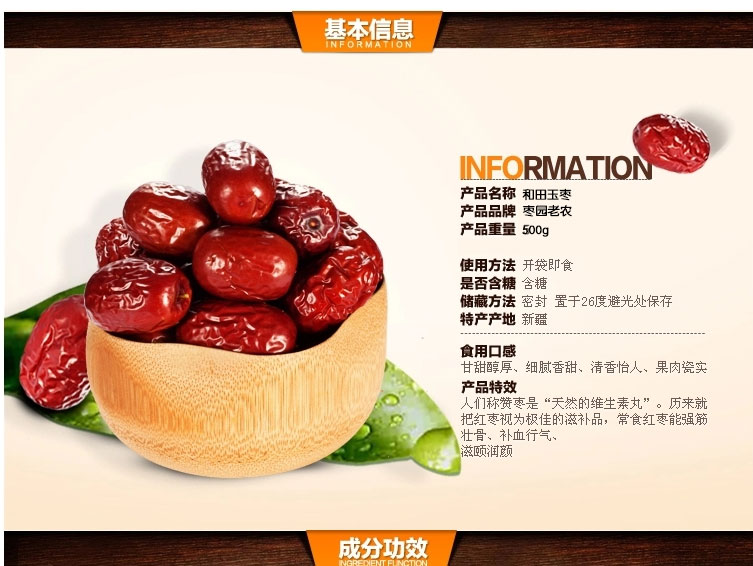 基本信息
INFORMATION
INFORMATION
产品名称 和田玉枣
产品品牌 枣园老农
产品重量 500g
使用方法 开袋即食
是否含糖 含糖
储藏方法 密封 置于26度避光处保存
特产产地 新疆
食用口感
甘甜醇厚、细腻香甜、清香怡人、果肉瓷实
产品特效
人们称赞枣是“天然的维生素丸”。历来就
把红枣视为极佳的滋补品，常食红枣能强筋
壮骨、补血行气、
滋颐润颜
成分功效
INGREDIENT FUNCTION